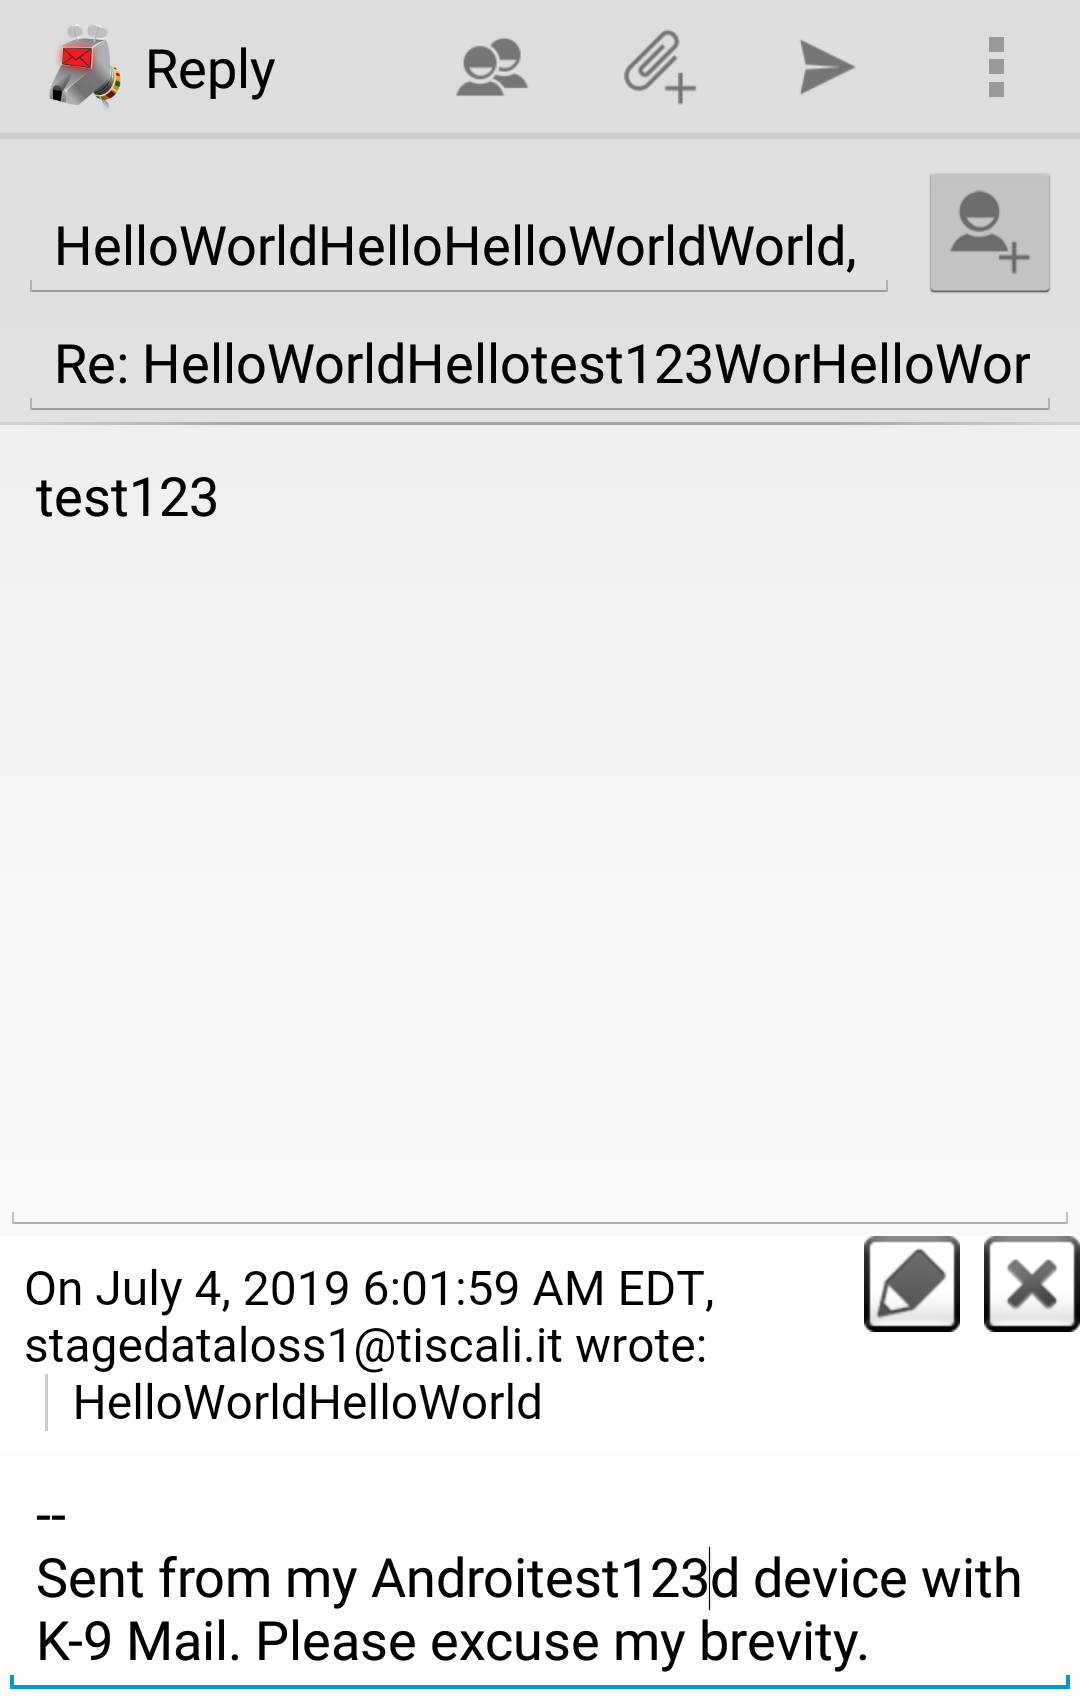 Reply
HelloWorldHelloHelloWorldWorld,
Re: HelloWorldHellotest123WorHelloWor
test123
On July 4, 2019 6:01:59 AM EDT,
stagedataloss1@tiscali.it wrote:
HelloWorldHelloWorld
--
Sent from my Androitest123d device with
K-9 Mail. Please excuse my brevity.